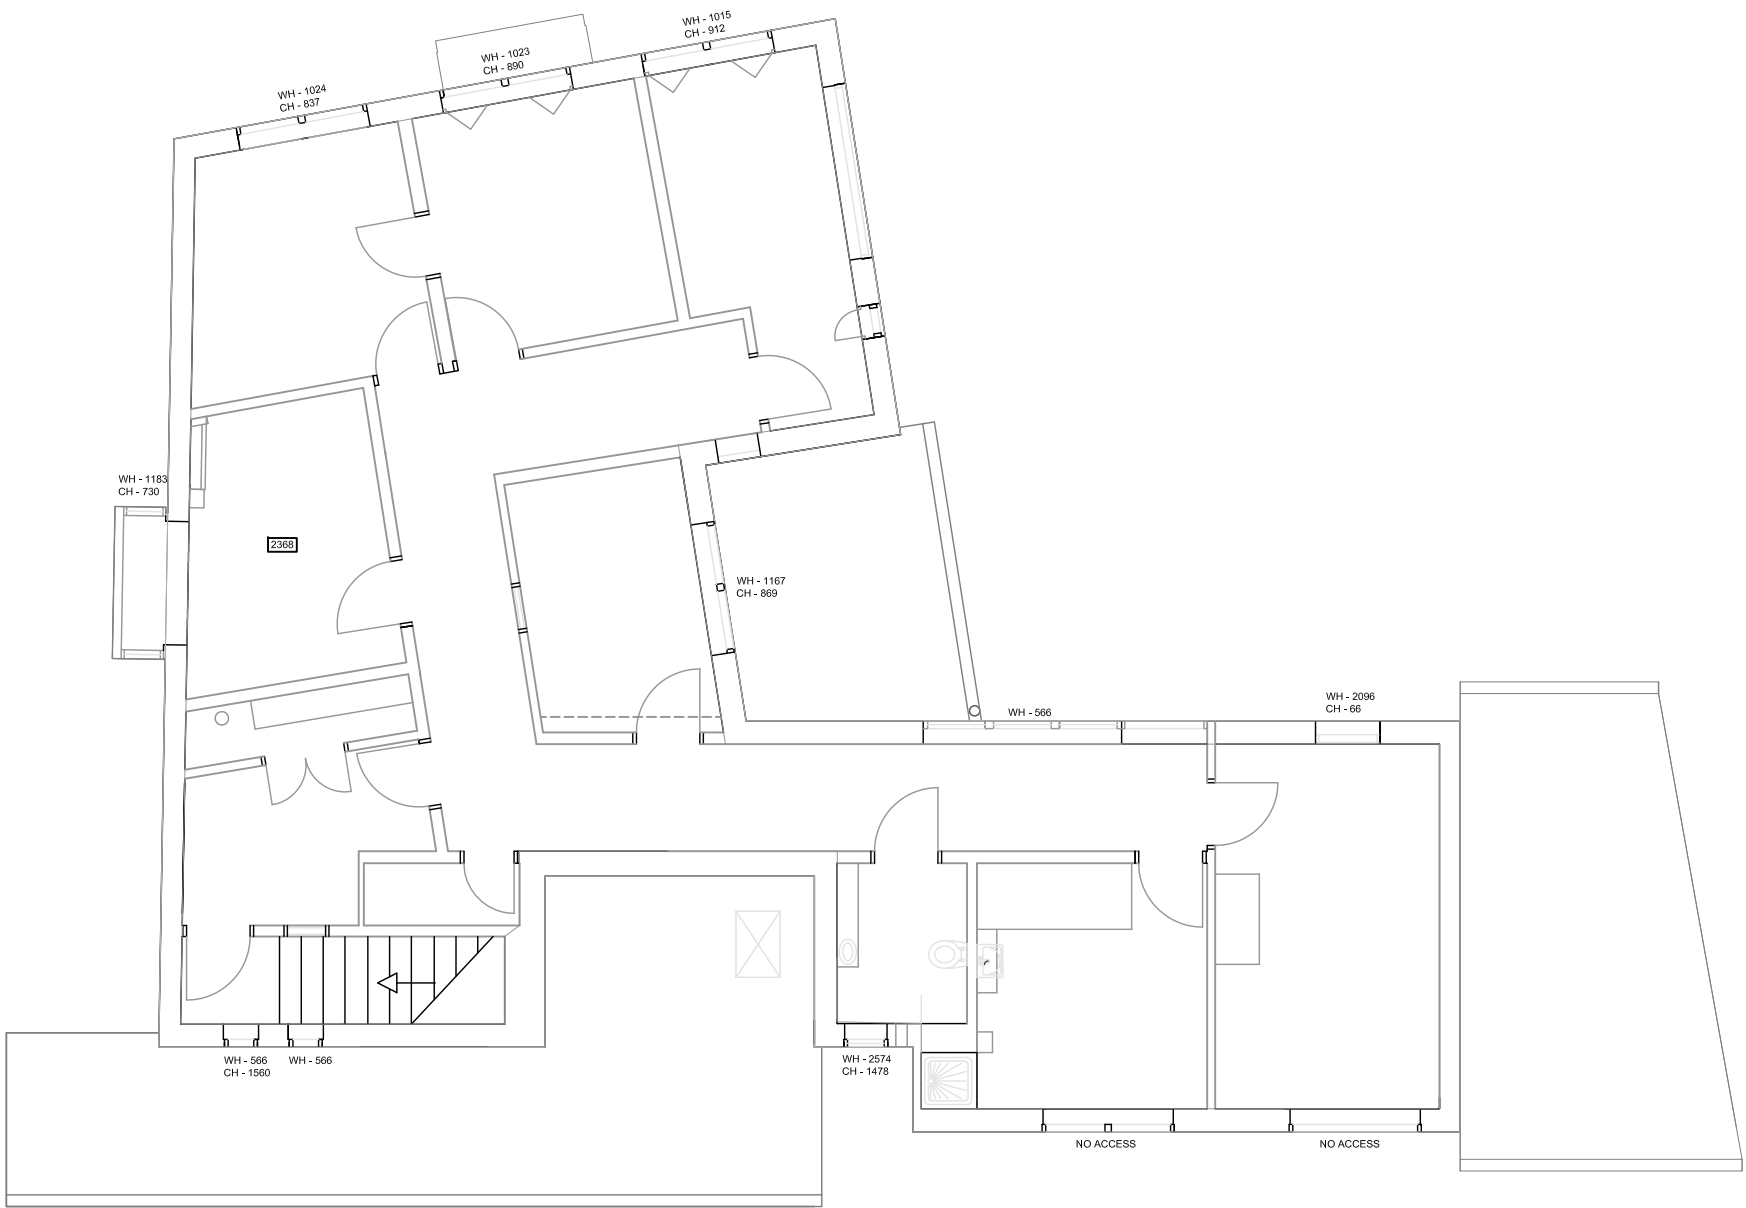 WH - 1015
CH - 912
WH - 1023
CH - 890
WH - 1024
CH - 837
WH - 1183
CH - 730
2368
WH - 1167
CH - 869
WH - 2096
CH - 66
WH - 566
WH - 566
CH - 1560
WH - 566
WH - 2574
CH - 1478
NO ACCESS
NO ACCESS